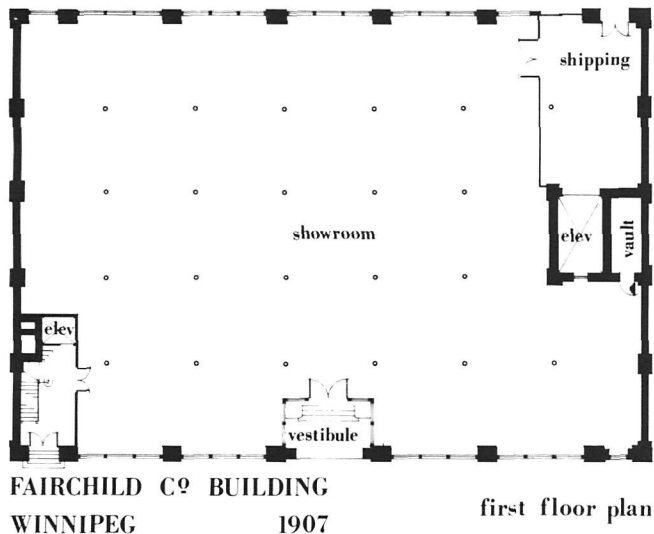 shipping
showroom
elev
vault
elev
vestibule
FAIRCHILD Cº BUILDING
WINNIPEG 1907
first floor plan